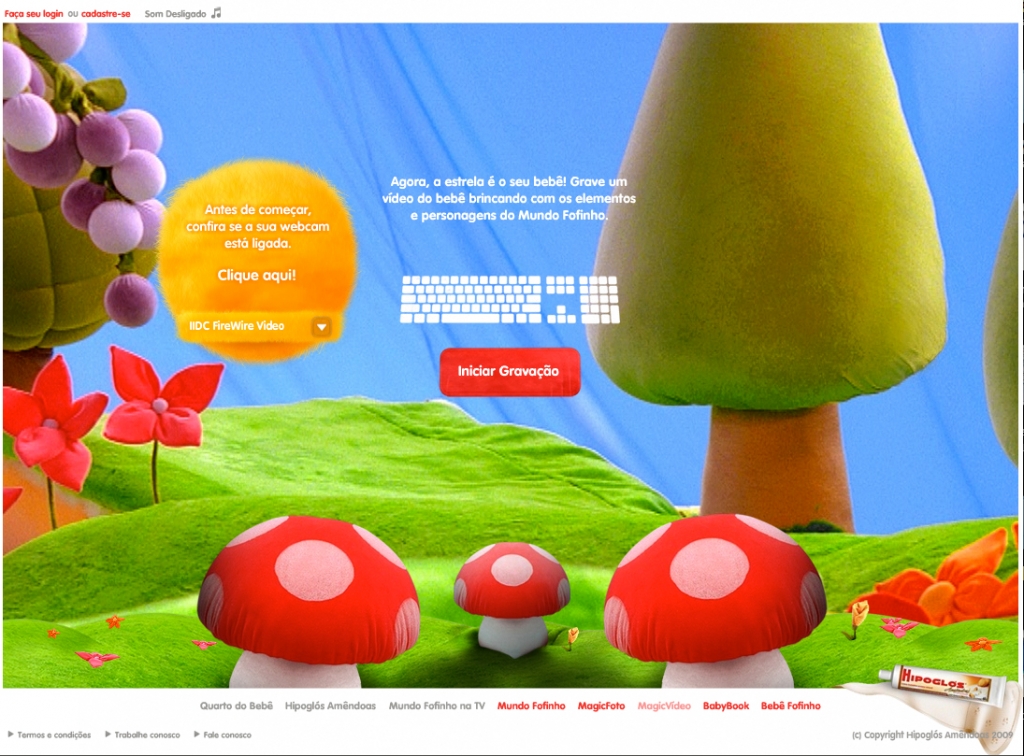 Faça seu login ou cadastre-se Som Desligado
Antes de começar,
confira se a sua webcam
está ligada.
Clique aqui!
IIDC FireWire Video
Agora, a estrela é o seu bebê! Grave um
vídeo do bebê brincando com os elementos
e personagens do Mundo Fofinho.
Iniciar Gravação
HIPOGLÓS
Quarto do Bebê Hipoglós Amêndoas Mundo Fofinho na TV Mundo Fofinho MagicFoto MagicVídeo BabyBook Bebê Fofinho
Termos e condições Trabalhe conosco Fale conosco
(c) Copyright Hipoglós Amêndoas 2009